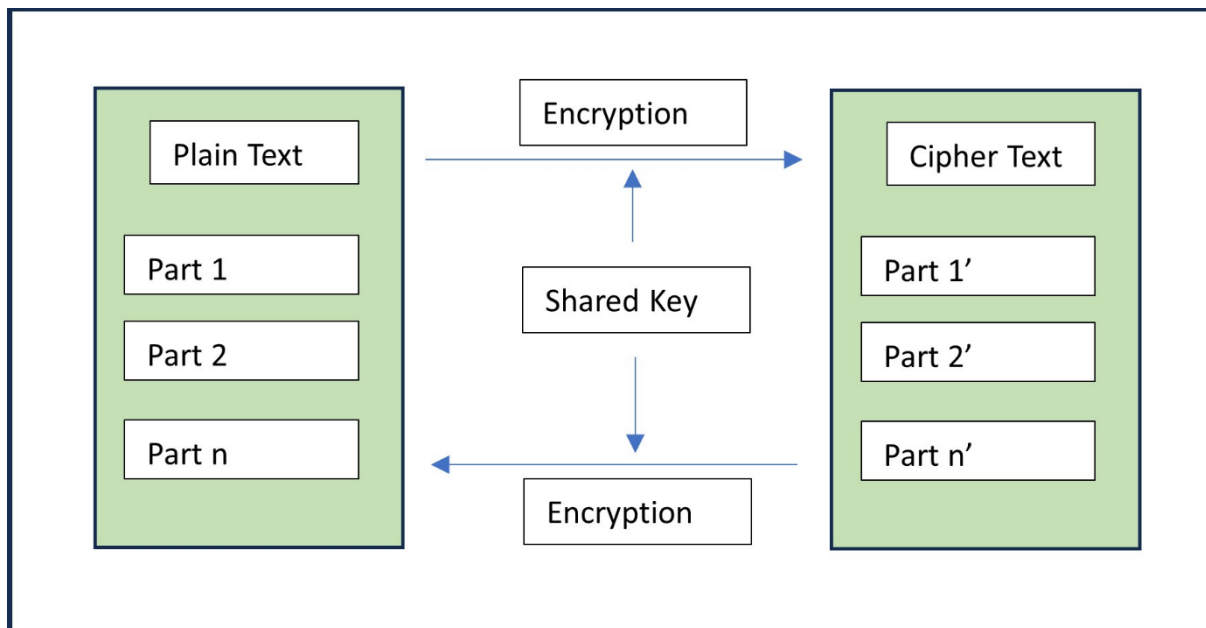 Plain Text
Part 1
Part 2
Part n
Encryption
Shared Key
Encryption
Cipher Text
Part 1’
Part 2’
Part n’